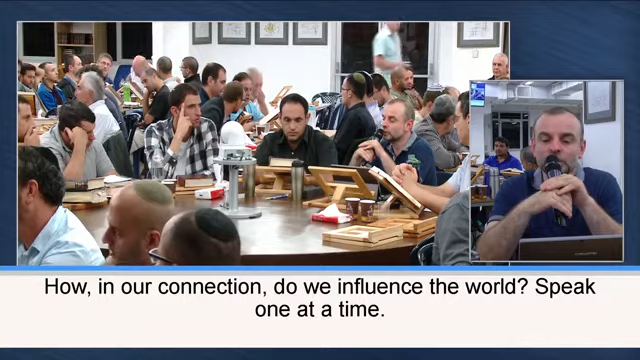 How, in our connection, do we influence the world? Speak
one at a time.